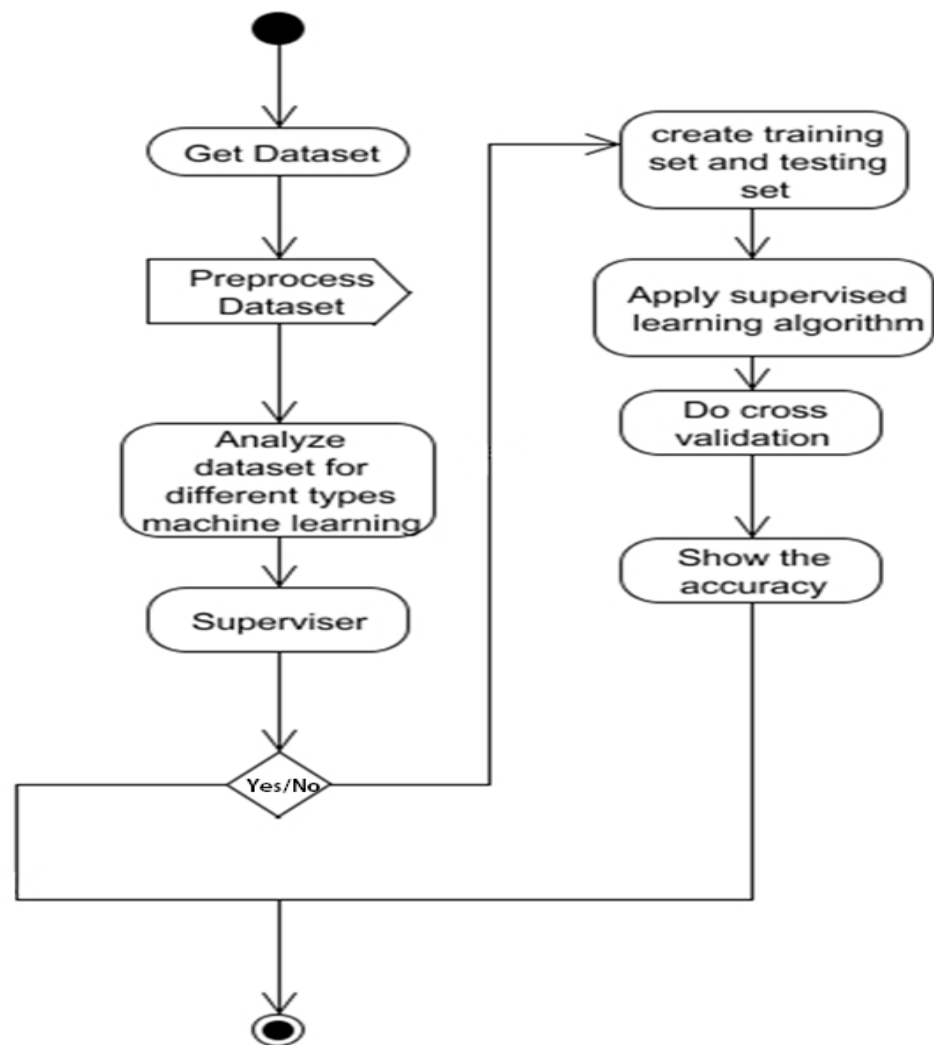 Get Dataset
Preprocess
Dataset
Analyze
dataset for
different types
machine learning
Superviser
Yes/No
create training
set and testing
set
Apply supervised
learning algorithm
Do cross
validation
Show the
accuracy